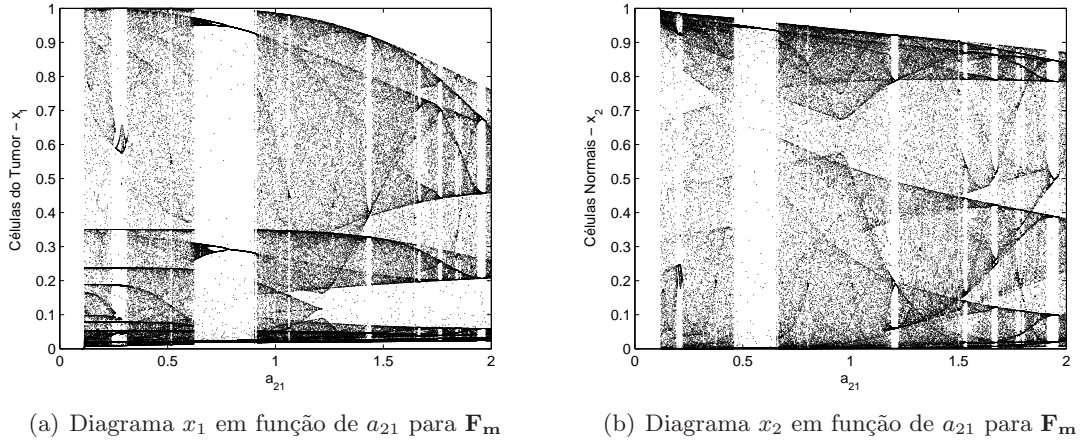 1
0.9
0.8
0.7
0.6
0.5
0.4
0.3
0.2
0.1
0
Células do Tumor − x₁
0 0.5 1 1.5 2
a₂₁
1
0.9
0.8
0.7
0.6
0.5
0.4
0.3
0.2
0.1
0
Células Normais − x₂
0 0.5 1 1.5 2
a₂₁
(a) Diagrama x₁ em função de a₂₁ para Fₘ
(b) Diagrama x₂ em função de a₂₁ para Fₘ